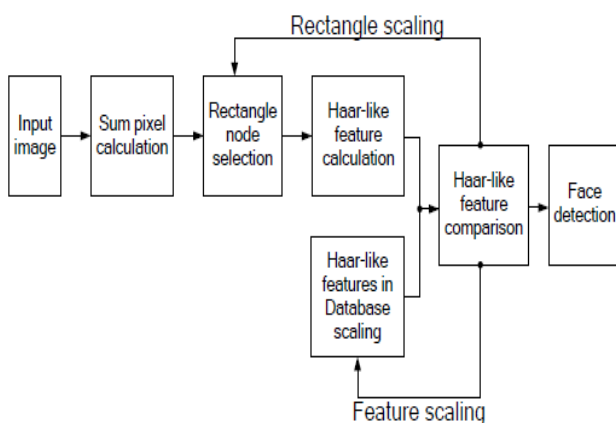 Rectangle scaling
Input
image
Sum pixel
calculation
Rectangle
node
selection
Haar-like
feature
calculation
Haar-like
feature
comparison
Face
detection
Haar-like
features in
Database
scaling
Feature scaling